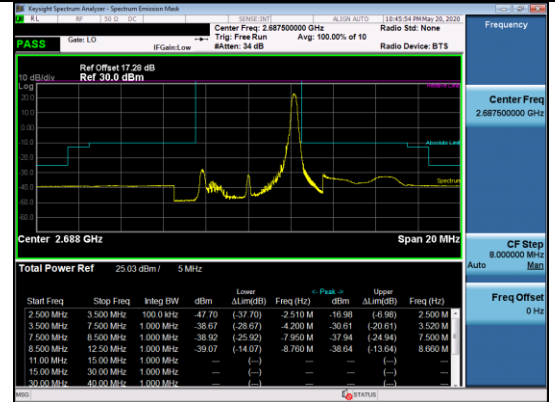 Keysight Spectrum Analyzer - Spectrum Emission Mask
RL RF 50 Ω DC SENSE:INT ALIGN AUTO 10:45:54 PM May 20, 2020
Center Freq: 2.687500000 GHz Radio Std: None
Gate: LO Trig: Free Run Avg: 100.00% of 10
PASS IFGain:Low #Atten: 34 dB Radio Device: BTS
Frequency
Ref Offset 17.28 dB
10 dB/div Ref 30.0 dBm
Log
Relative Limit
20.0
10.0
0.00
-10.0
Absolute Limit
-20.0
-30.0
Spectrum
-40.0
-50.0
-60.0
Center 2.688 GHz Span 20 MHz
Center Freq
2.687500000 GHz
CF Step
8.000000 MHz
Auto Man
Freq Offset
0 Hz
Total Power Ref 25.03 dBm / 5 MHz
Lower <- Peak -> Upper
Start Freq Stop Freq Integ BW dBm ΔLim(dB) Freq (Hz) dBm ΔLim(dB) Freq (Hz)
2.500 MHz 3.500 MHz 100.0 kHz -47.70 (-37.70) -2.510 M -16.98 (-6.98) 2.500 M
3.500 MHz 7.500 MHz 1.000 MHz -38.67 (-28.67) -4.200 M -30.61 (-20.61) 3.520 M
7.500 MHz 8.500 MHz 1.000 MHz -38.92 (-25.92) -7.950 M -37.94 (-24.94) 7.500 M
8.500 MHz 12.50 MHz 1.000 MHz -39.07 (-14.07) -8.760 M -38.64 (-13.64) 8.660 M
11.00 MHz 15.00 MHz 1.000 MHz --- (---) --- (---) ---
15.00 MHz 30.00 MHz 1.000 MHz --- (---) --- (---) ---
30.00 MHz 40.00 MHz 1.000 MHz --- (---) --- (---) ---
MSG STATUS